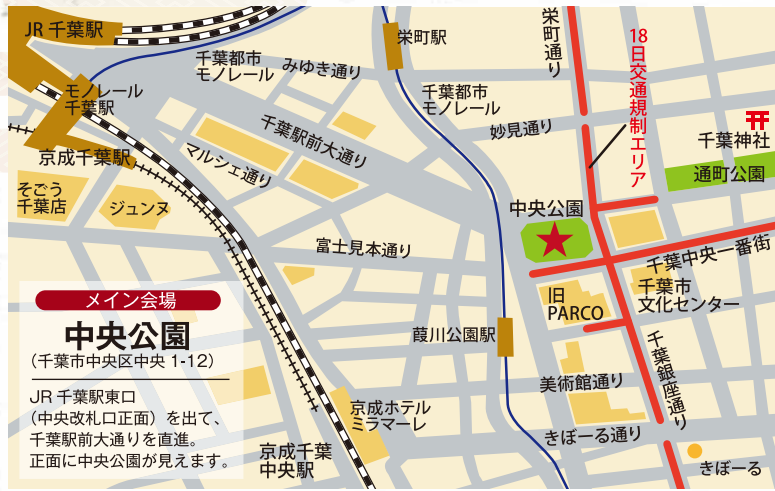 JR 千葉駅
モノレール
千葉駅
京成千葉駅
そごう
千葉店
ジュンヌ
千葉都市
モノレール
みゆき通り
千葉駅前大通り
マルシェ通り
富士見本通り
栄町駅
千葉都市
モノレール
栄町通り
18日交通規制エリア
妙見通り
千葉神社
通町公園
中央公園
千葉中央一番街
千葉市
文化センター
旧
PARCO
葭川公園駅
千葉銀座通り
美術館通り
きぼーる通り
きぼーる
京成ホテル
ミラマーレ
京成千葉
中央駅
メイン会場
中央公園
(千葉市中央区中央 1-12)
JR 千葉駅東口
(中央改札口正面)を出て、
千葉駅前大通りを直進。
正面に中央公園が見えます。